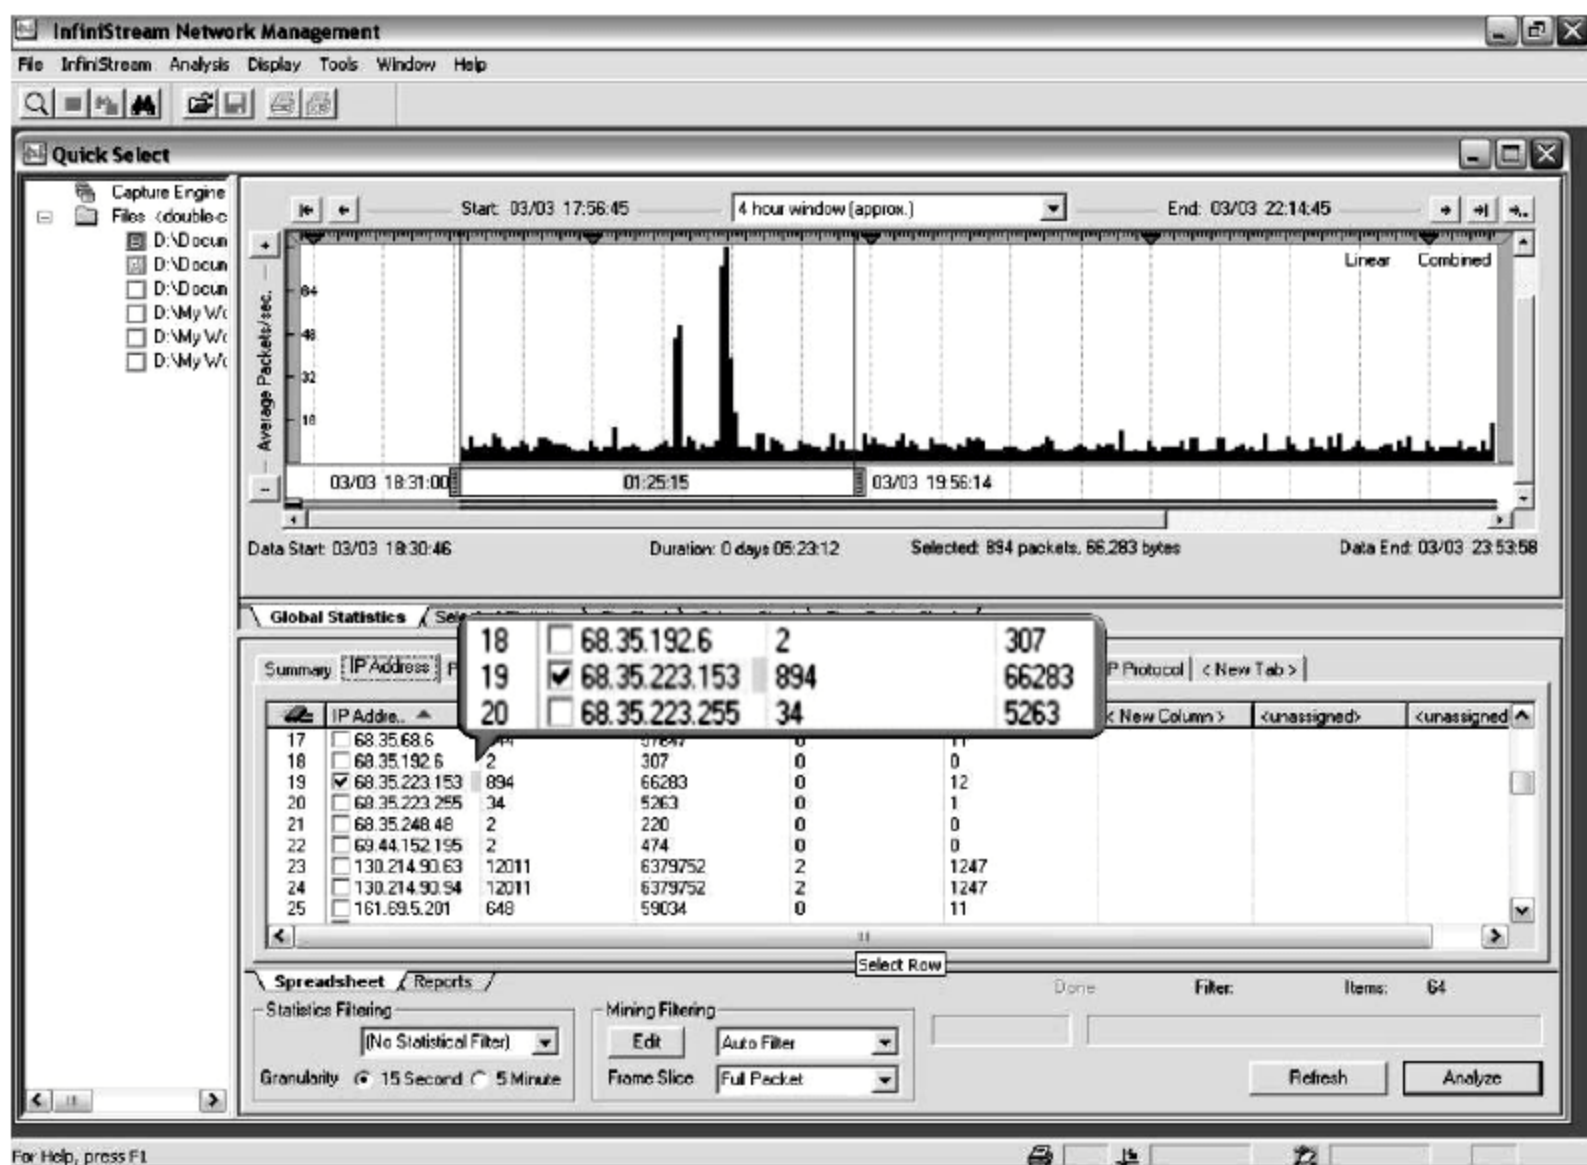 InfiniStream Network Management
File InfiniStream Analysis Display Tools Window Help
Quick Select
Capture Engine
Files <double-c
D:\Docun
D:\Docun
D:\Docun
D:\My Wo
D:\My Wo
D:\My Wo
Start: 03/03 17:56:45 4 hour window (approx.) End: 03/03 22:14:45
Linear Combined
Average Packets/sec.
64
48
32
16
03/03 18:31:00 01:25:15 03/03 19:56:14
Data Start: 03/03 18:30:46 Duration: 0 days 05:23:12 Selected: 894 packets, 66,283 bytes Data End: 03/03 23:53:58
Global Statistics
18 68.35.192.6 2 307
19 68.35.223.153 894 66283
20 68.35.223.255 34 5263
Summary IP Address P Protocol < New Tab >
IP Addre.. < New Column > <unassigned> <unassigned
17 68.35.68.6 11
18 68.35.192.6 2 307 0 0
19 68.35.223.153 894 66283 0 12
20 68.35.223.255 34 5263 0 1
21 68.35.248.48 2 220 0 0
22 69.44.152.195 2 474 0 0
23 130.214.90.63 12011 6379752 2 1247
24 130.214.90.94 12011 6379752 2 1247
25 161.69.5.201 648 59034 0 11
Select Row
Spreadsheet Reports
Done Filter: Items: 64
Statistics Filtering
(No Statistical Filter)
Granularity 15 Second 5 Minute
Mining Filtering
Edit Auto Filter
Frame Slice Full Packet
Refresh Analyze
For Help, press F1